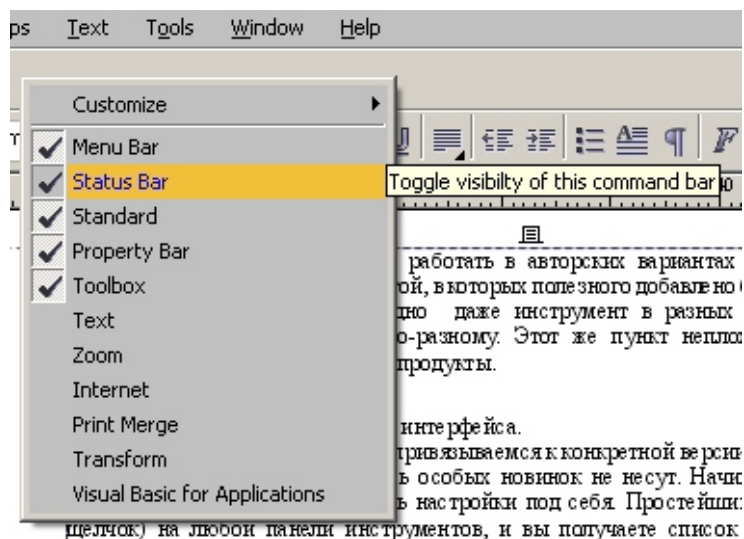 ps Text Tools Window Help
Customize
Menu Bar
Status Bar
Toggle visibilty of this command bar
Standard
Property Bar
Toolbox
Text
Zoom
Internet
Print Merge
Transform
Visual Basic for Applications
работать в авторских вариантах
ой, в которых полезного добавлено
дно даже инструмент в разных
о-разному. Этот же пункт
продукты.
интерфейса.
привязываемся к конкретной версии
ь особых новинок не несут.
ь настройки под себя.
щелчок) на любой панели инструментов, и вы получаете список